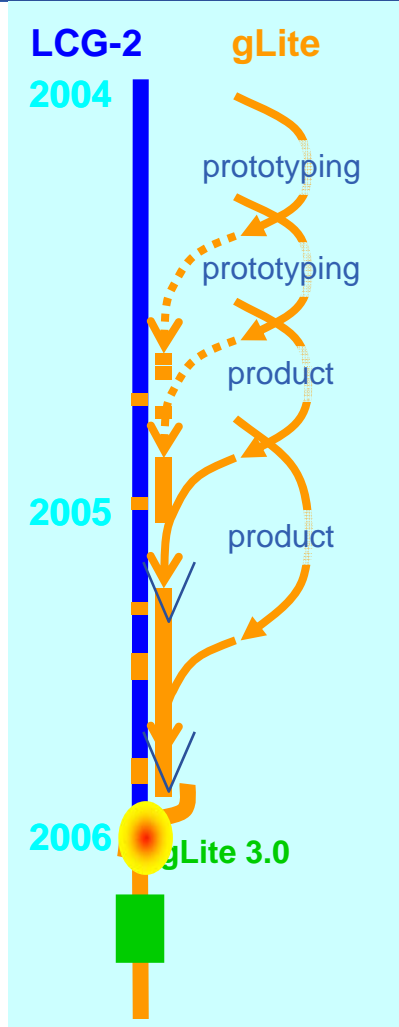 LCG-2 gLite
2004
prototyping
prototyping
product
2005
product
2006
gLite 3.0